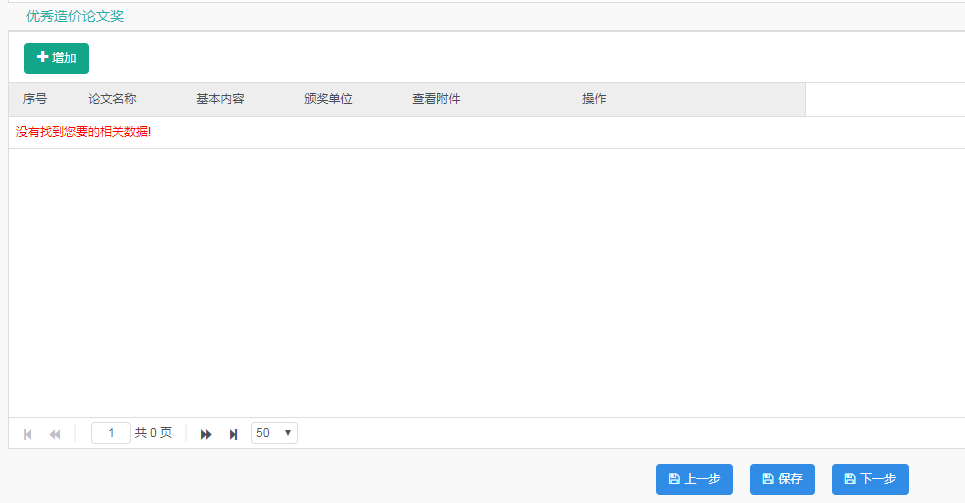 优秀造价论文奖
增加
序号 论文名称 基本内容 颁奖单位 查看附件 操作
没有找到您要的相关数据!
1 共 0 页 50
上一步 保存 下一步